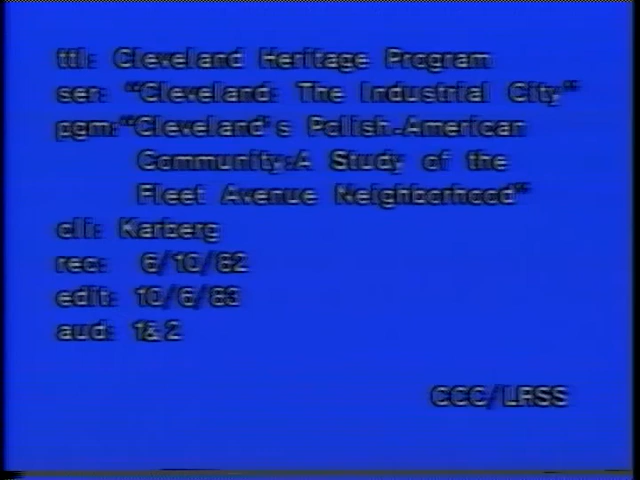 ttl: Cleveland Heritage Program
ser: "Cleveland: The Industrial City"
pgm:"Cleveland's Polish-American
Community:A Study of the
Fleet Avenue Neighborhood"
cli: Karberg
rec: 6/10/82
edit: 10/6/83
aud: 1&2
CCC/LRSS